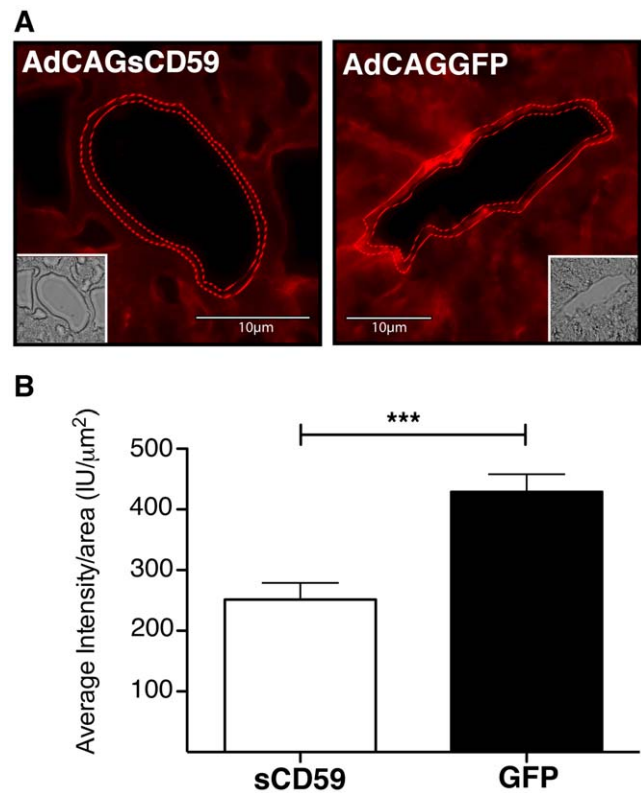 A
AdCAGsCD59
AdCAGGFP
10μm
10μm
B
***
Average Intensity/area (IU/μm²)
500
400
300
200
100
sCD59
GFP